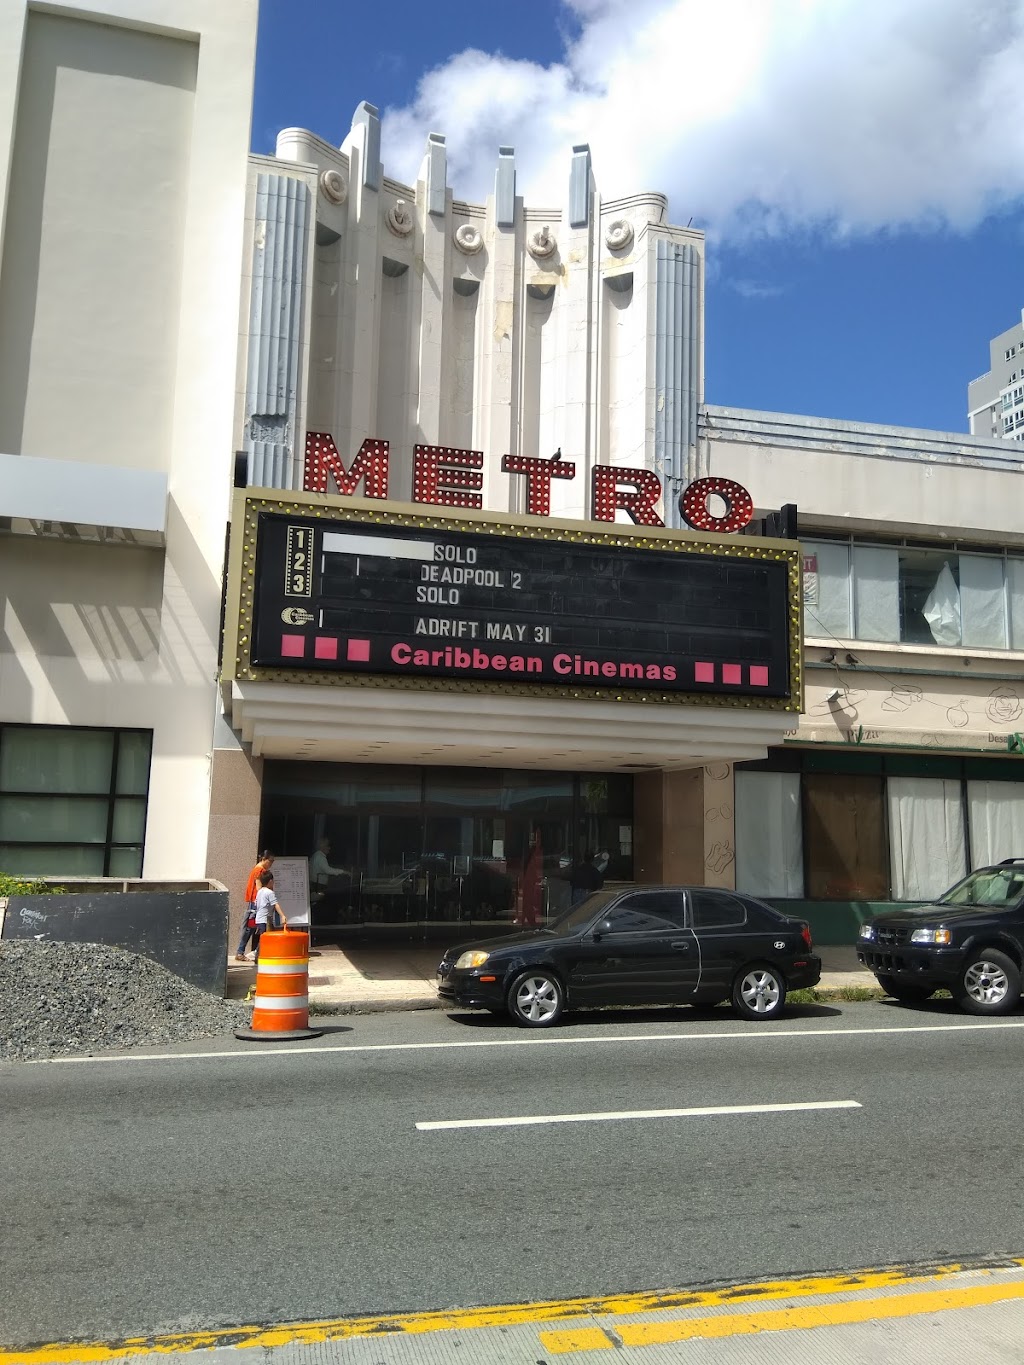 METRO
1 SOLO
2 DEADPOOL 2
3 SOLO
ADRIFT MAY 31
Caribbean Cinemas